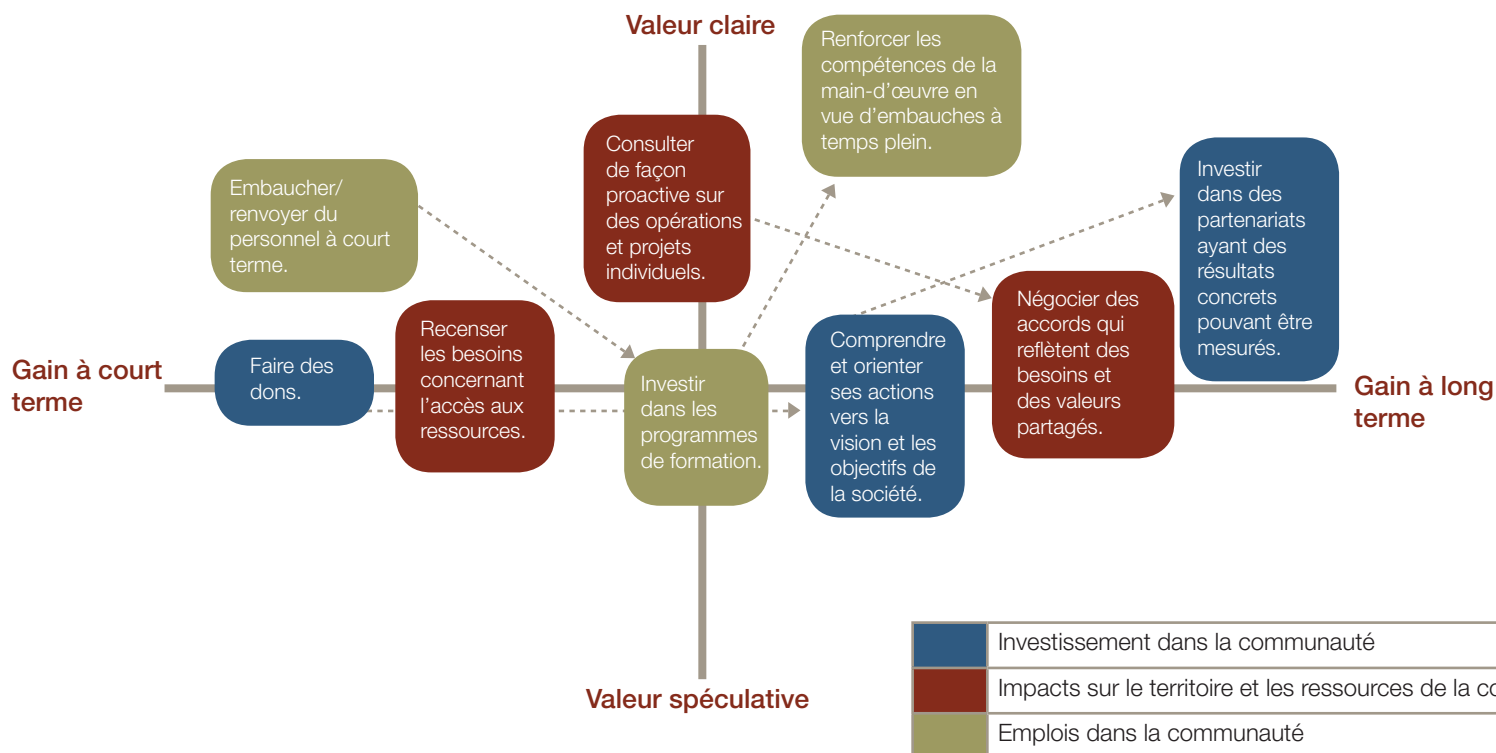 Valeur claire
Renforcer les
compétences de la
main-d'œuvre en
vue d'embauches à
temps plein.
Consulter
de façon
proactive sur
des opérations
et projets
individuels.
Investir
dans des
partenariats
ayant des
résultats
concrets
pouvant être
mesurés.
Embaucher/
renvoyer du
personnel à court
terme.
Négocier des
accords qui
reflètent des
besoins et
des valeurs
partagés.
Recenser
les besoins
concernant
l'accès aux
ressources.
Comprendre
et orienter
ses actions
vers la
vision et les
objectifs de
la société.
Gain à court
terme
Faire des
dons.
Investir
dans les
programmes
de formation.
Gain à long
terme
Valeur spéculative
Investissement dans la communauté
Impacts sur le territoire et les ressources de la
Emplois dans la communauté